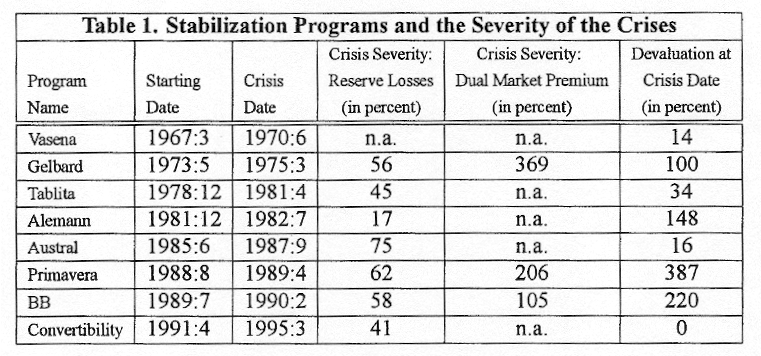 Table 1. Stabilization Programs and the Severity of the Crises
Crisis Severity: Crisis Severity: Devaluation at
Program Starting Crisis Reserve Losses Dual Market Premium Crisis Date
Name Date Date (in percent) (in percent) (in percent)
Vasena 1967:3 1970:6 n.a. n.a. 14
Gelbard 1973:5 1975:3 56 369 100
Tablita 1978:12 1981:4 45 n.a. 34
Alemann 1981:12 1982:7 17 n.a. 148
Austral 1985:6 1987:9 75 n.a. 16
Primavera 1988:8 1989:4 62 206 387
BB 1989:7 1990:2 58 105 220
Convertibility 1991:4 1995:3 41 n.a. 0